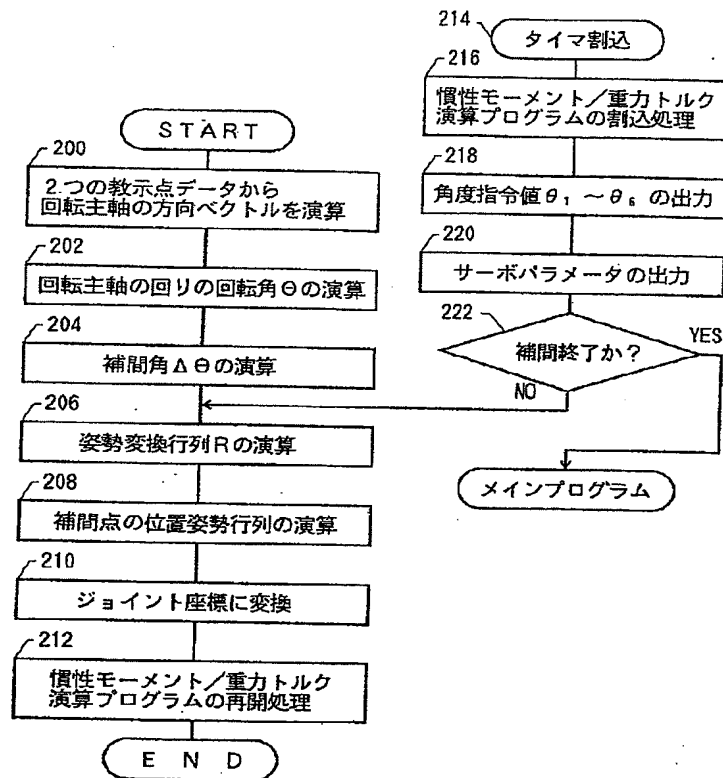 START
200
2つの教示点データから
回転主軸の方向ベクトルを演算
202
回転主軸の回りの回転角Θの演算
204
補間角ΔΘの演算
206
姿勢変換行列Rの演算
208
補間点の位置姿勢行列の演算
210
ジョイント座標に変換
212
慣性モーメント／重力トルク
演算プログラムの再開処理
END
214
タイマ割込
216
慣性モーメント／重力トルク
演算プログラムの割込処理
218
角度指令値θ₁～θ₆の出力
220
サーボパラメータの出力
222
補間終了か？
YES
NO
メインプログラム